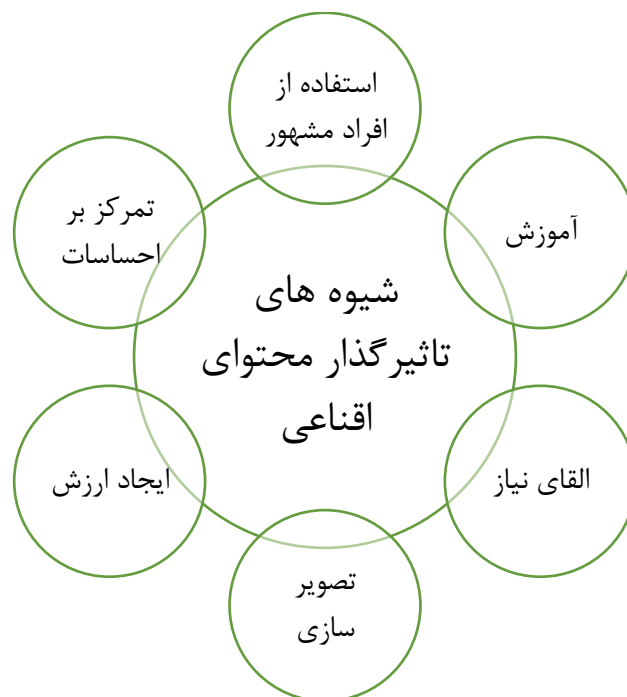 استفاده از
افراد مشهور
آموزش
القای نیاز
تصویر
سازی
ایجاد ارزش
تمرکز بر
احساسات
شیوه های
تاثیرگذار محتوای
اقناعی